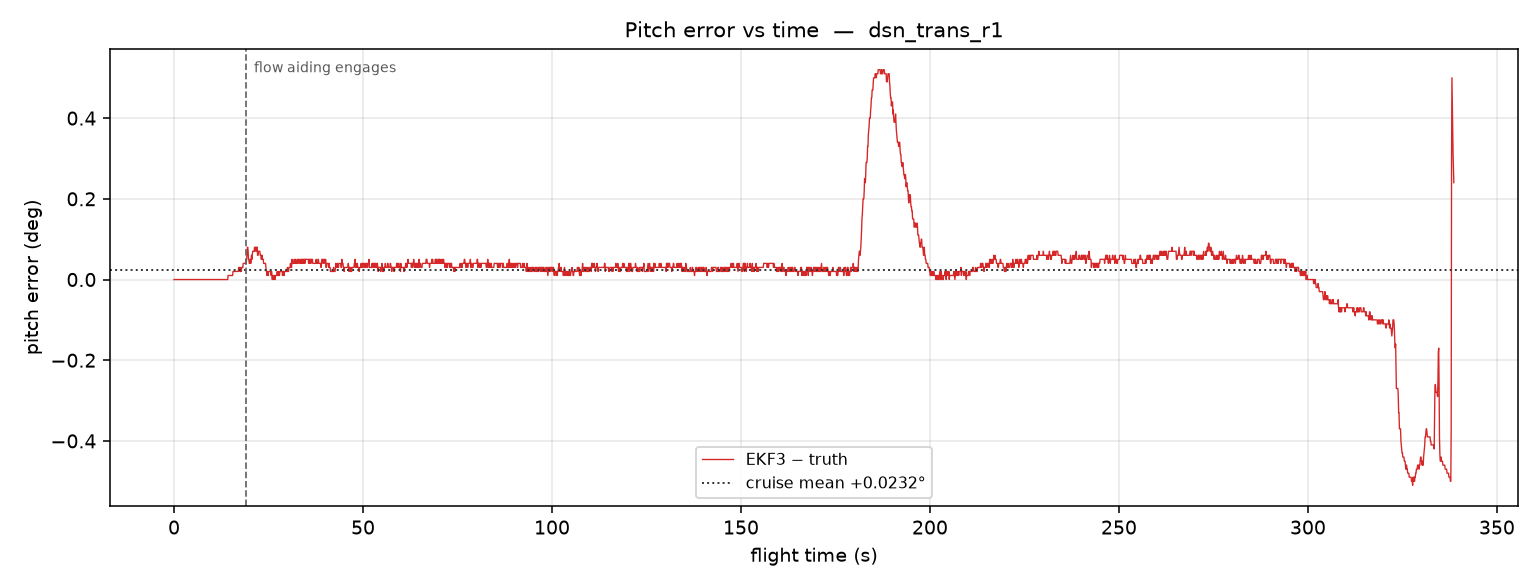 Pitch error vs time — dsn_trans_r1
flow aiding engages
pitch error (deg)
0.4
0.2
0.0
−0.2
−0.4
EKF3 − truth
cruise mean +0.0232°
0 50 100 150 200 250 300 350
flight time (s)